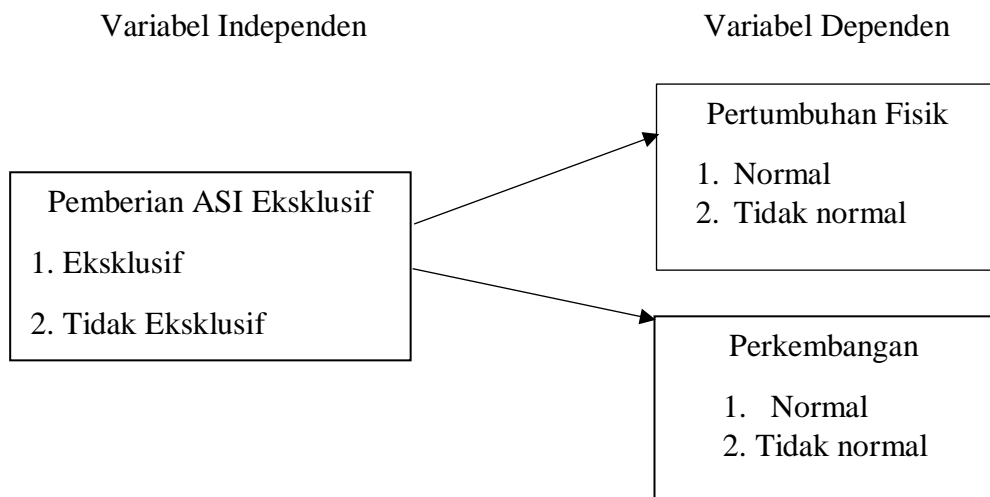 Variabel Independen
Variabel Dependen
Pemberian ASI Eksklusif
1. Eksklusif
2. Tidak Eksklusif
Pertumbuhan Fisik
1. Normal
2. Tidak normal
Perkembangan
1. Normal
2. Tidak normal